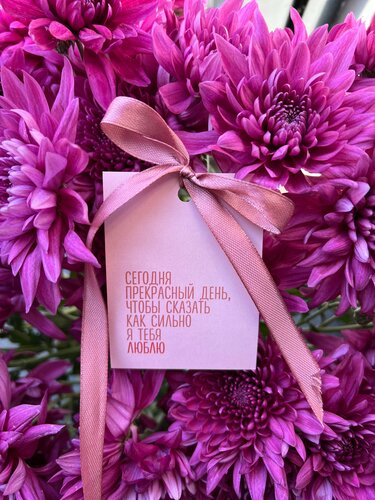 СЕГОДНЯ
ПРЕКРАСНЫЙ ДЕНЬ,
ЧТОБЫ СКАЗАТЬ
КАК СИЛЬНО
Я ТЕБЯ
ЛЮБЛЮ